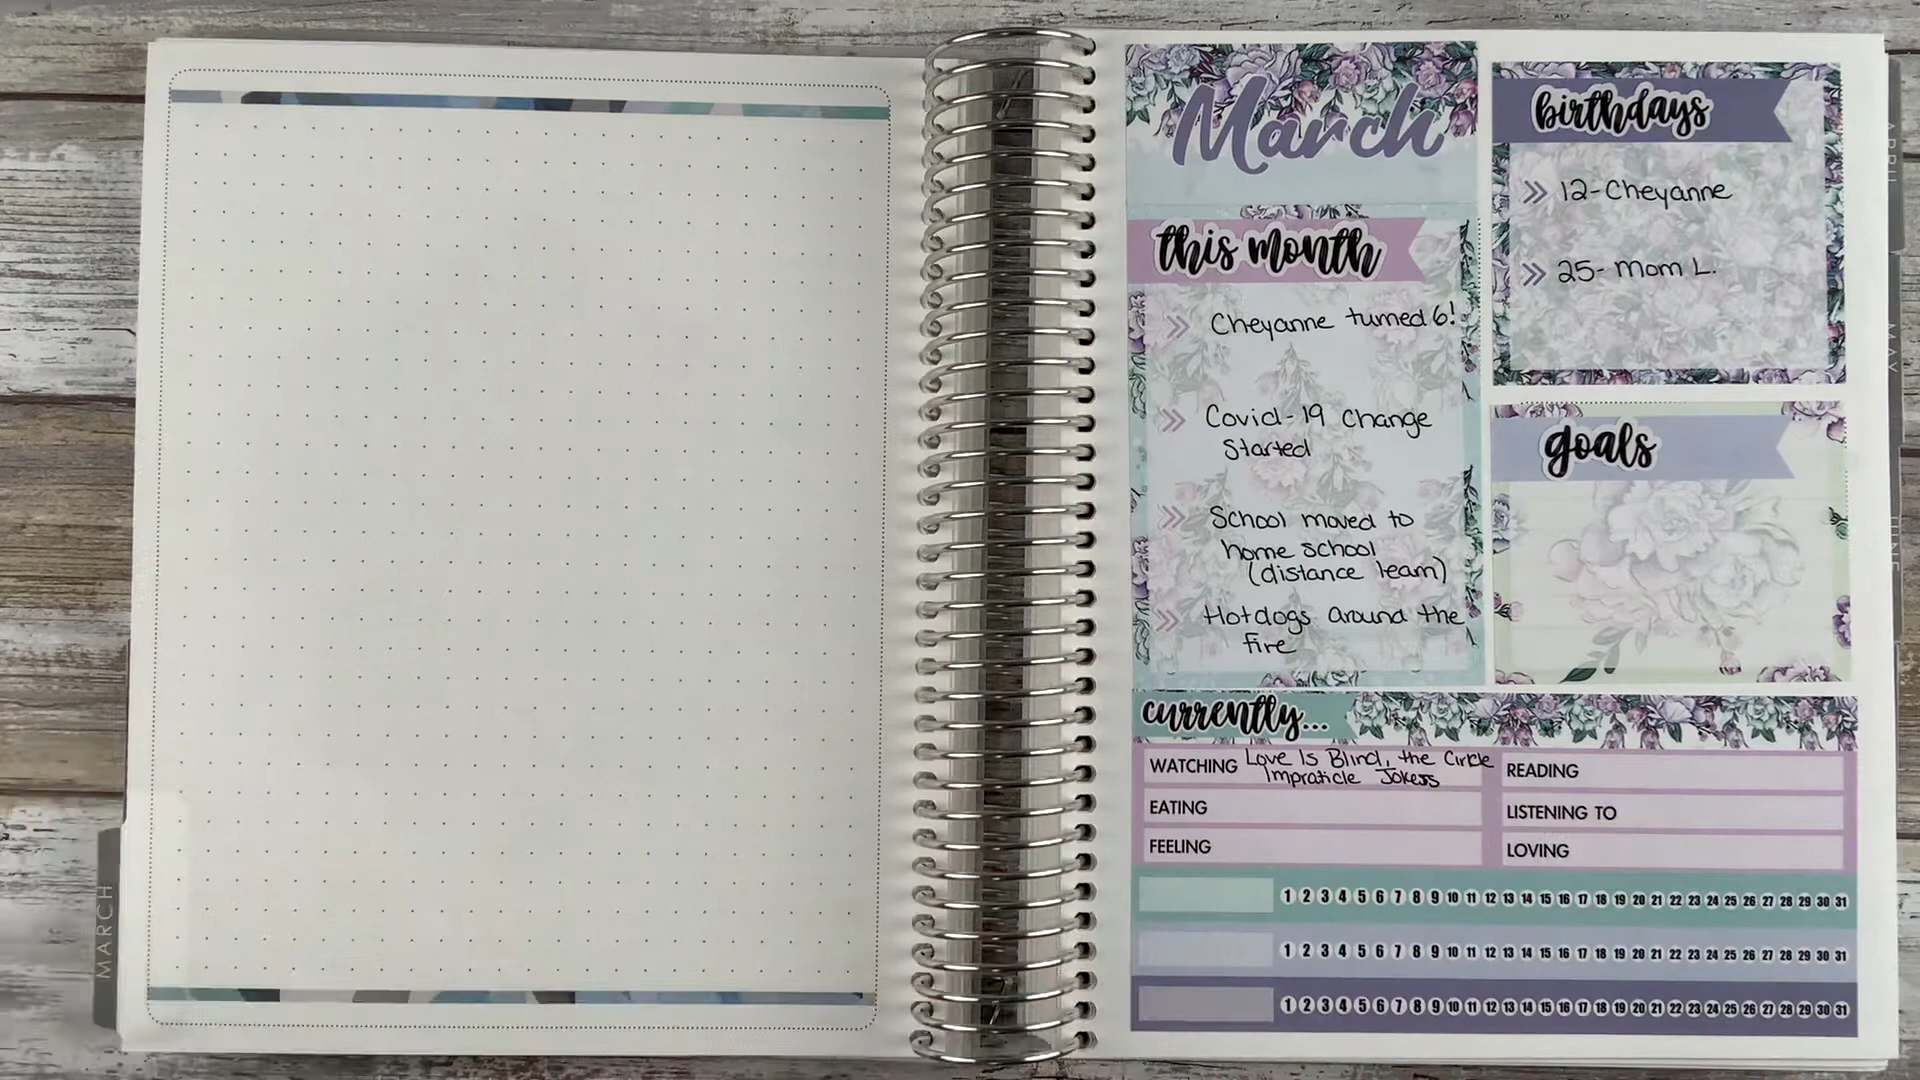 March
this month
Cheyanne turned 6!
Covid-19 Change
Started
School moved to
home school
(distance learn)
Hotdogs around the
fire
birthdays
12-Cheyanne
25- Mom L.
goals
currently...
WATCHING Love Is Blind, the Circle
Impraticle Jokess
EATING
FEELING
READING
LISTENING TO
LOVING
1 2 3 4 5 6 7 8 9 10 11 12 13 14 15 16 17 18 19 20 21 22 23 24 25 26 27 28 29 30 31
1 2 3 4 5 6 7 8 9 10 11 12 13 14 15 16 17 18 19 20 21 22 23 24 25 26 27 28 29 30 31
1 2 3 4 5 6 7 8 9 10 11 12 13 14 15 16 17 18 19 20 21 22 23 24 25 26 27 28 29 30 31
MARCH
APRIL
MAY
JUNE